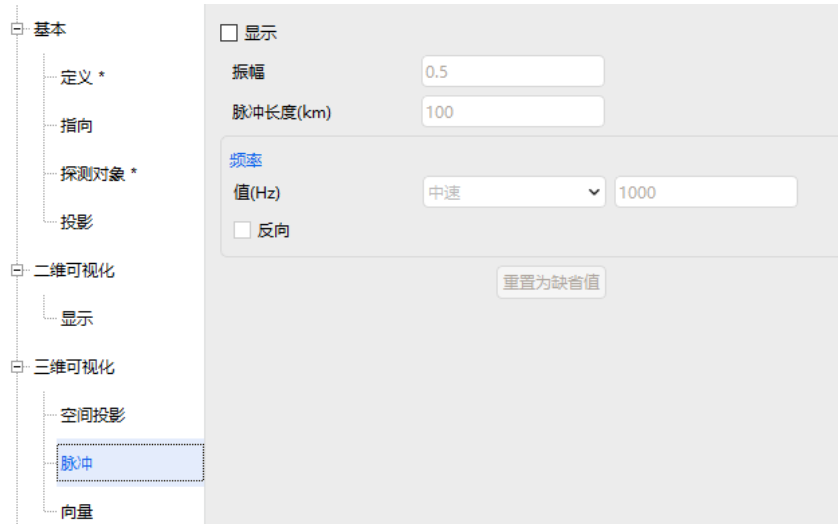 基本
定义 *
指向
探测对象 *
投影
二维可视化
显示
三维可视化
空间投影
脉冲
向量
显示
振幅 0.5
脉冲长度(km) 100
频率
值(Hz) 中速 1000
反向
重置为缺省值